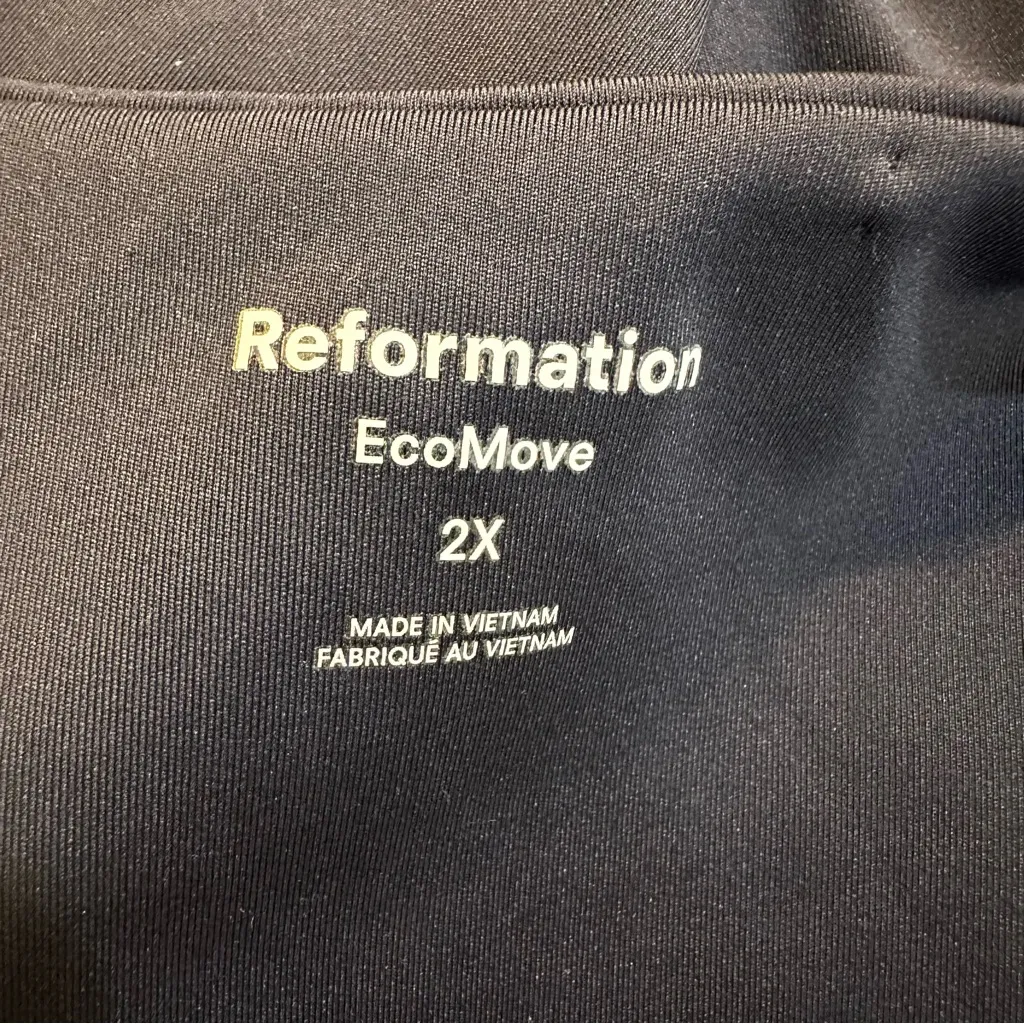 Reformation
EcoMove
2X
MADE IN VIETNAM
FABRIQUÉ AU VIETNAM